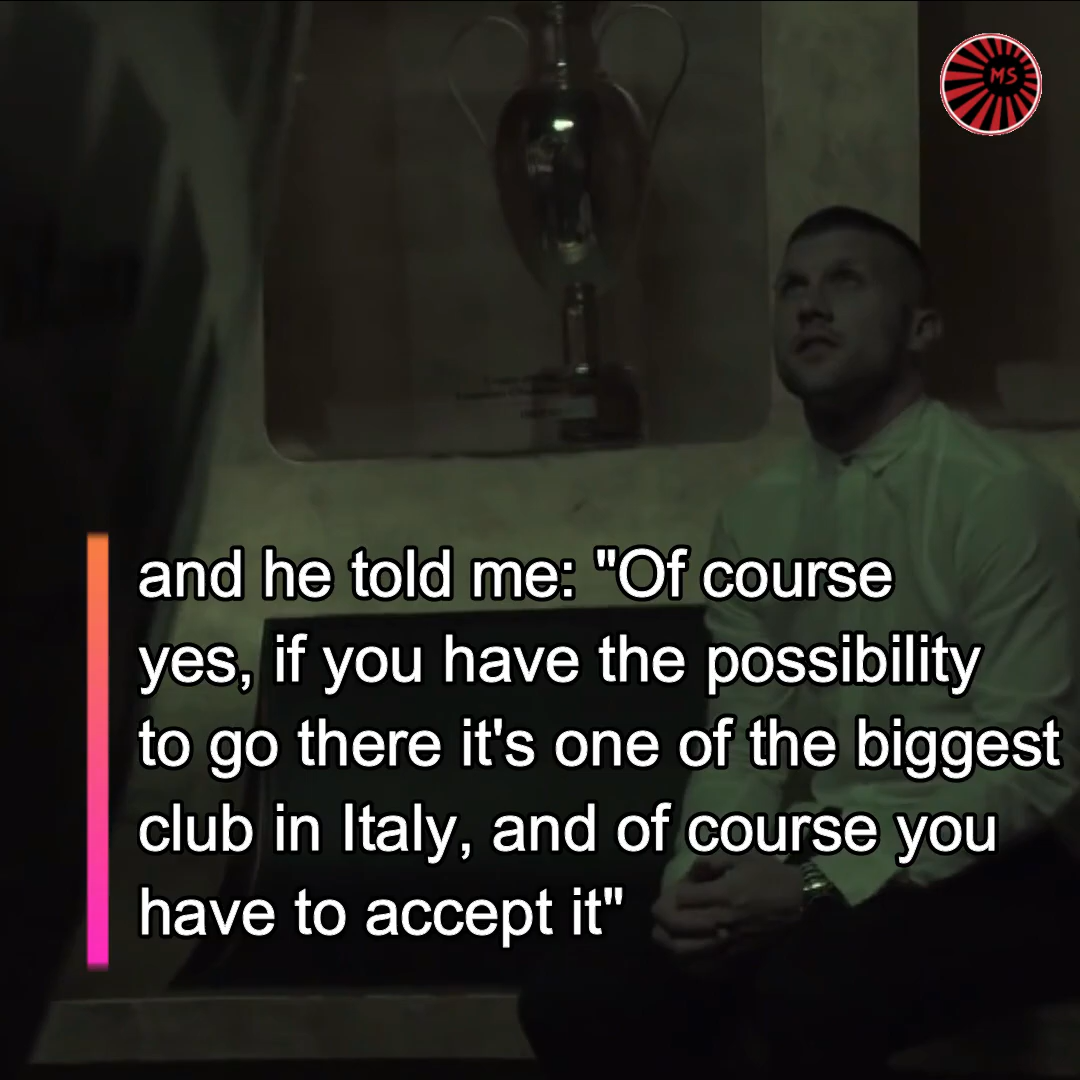 MS
and he told me: "Of course
yes, if you have the possibility
to go there it's one of the biggest
club in Italy, and of course you
have to accept it"